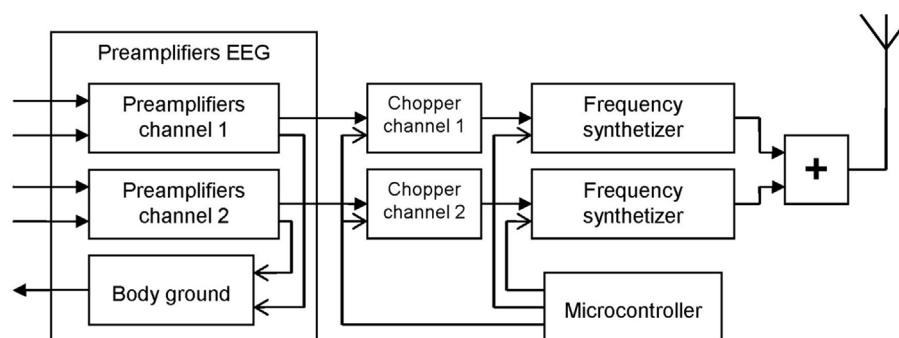 Preamplifiers EEG
Preamplifiers
channel 1
Chopper
channel 1
Frequency
synthetizer
+
Preamplifiers
channel 2
Chopper
channel 2
Frequency
synthetizer
Body ground
Microcontroller